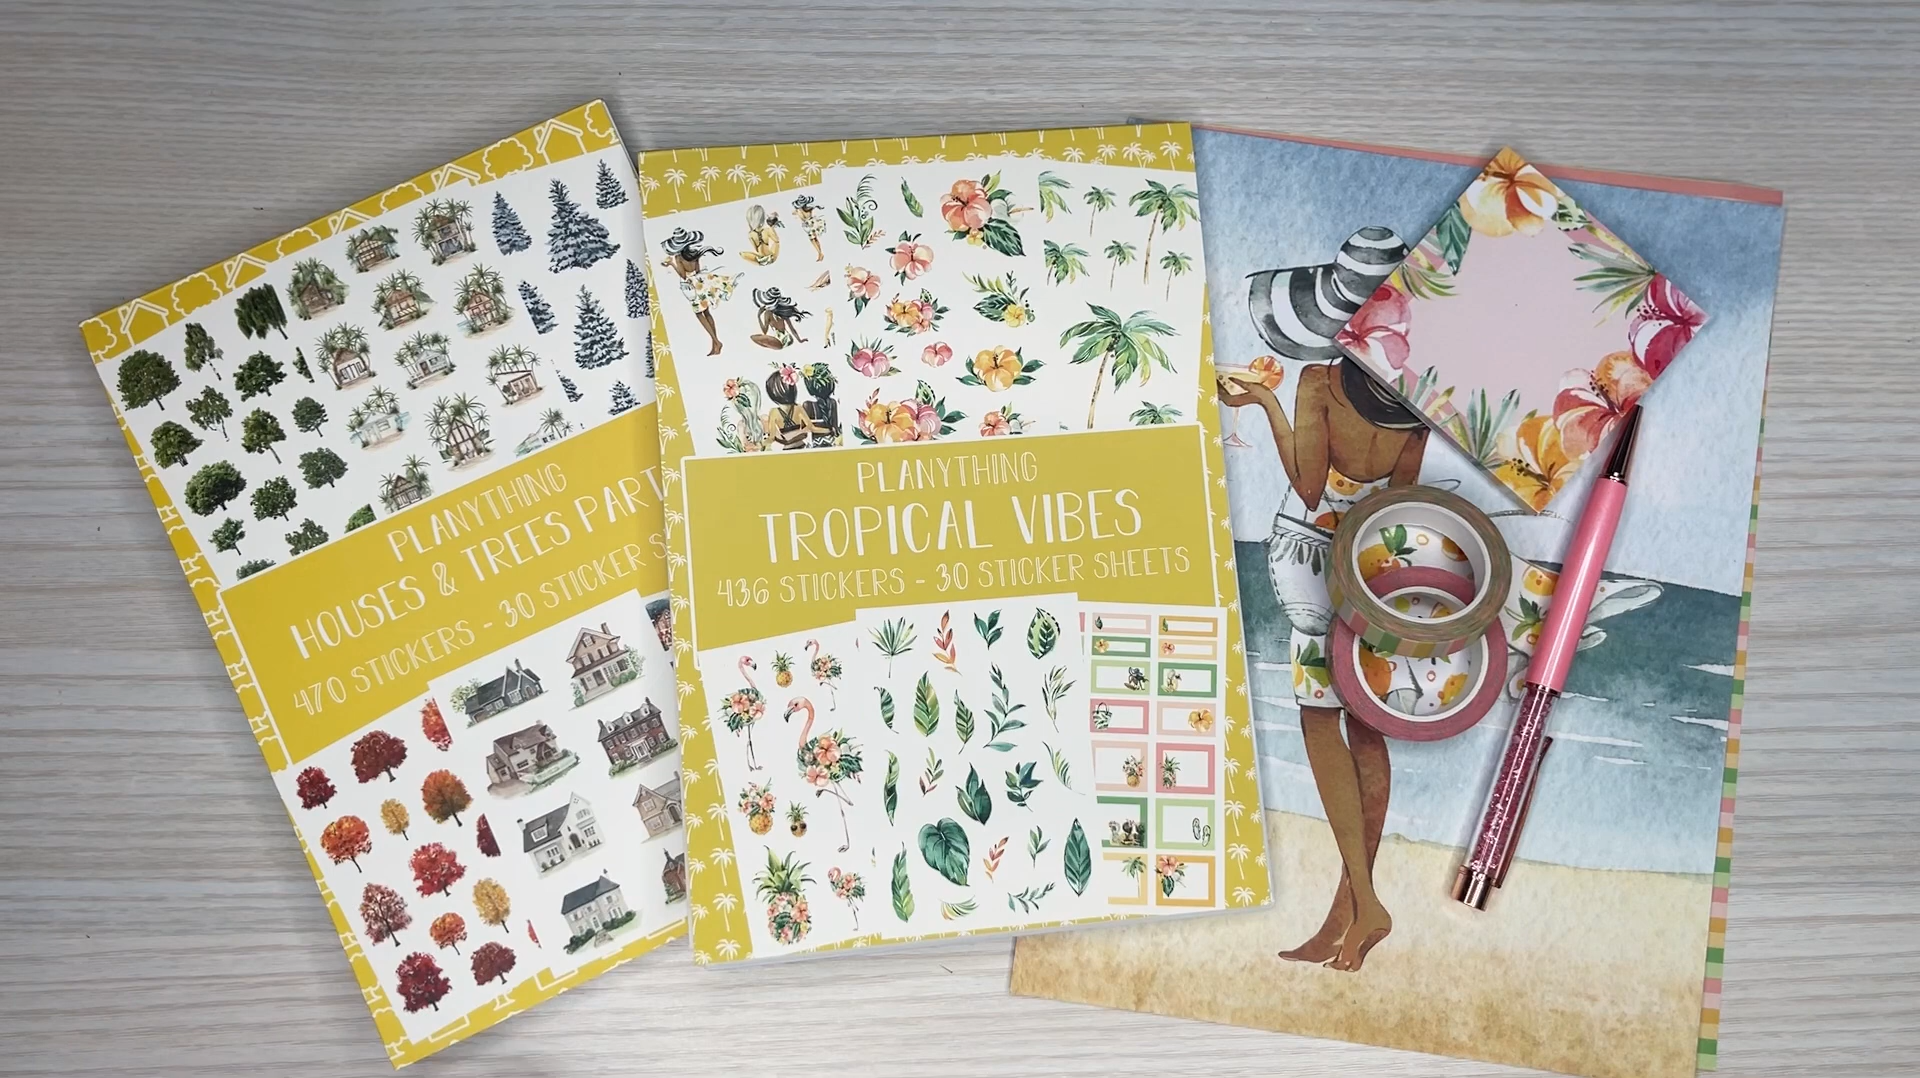 PLANYTHING
HOUSES & TREES PART
470 STICKERS - 30 STICKER S
PLANYTHING
TROPICAL VIBES
436 STICKERS - 30 STICKER SHEETS